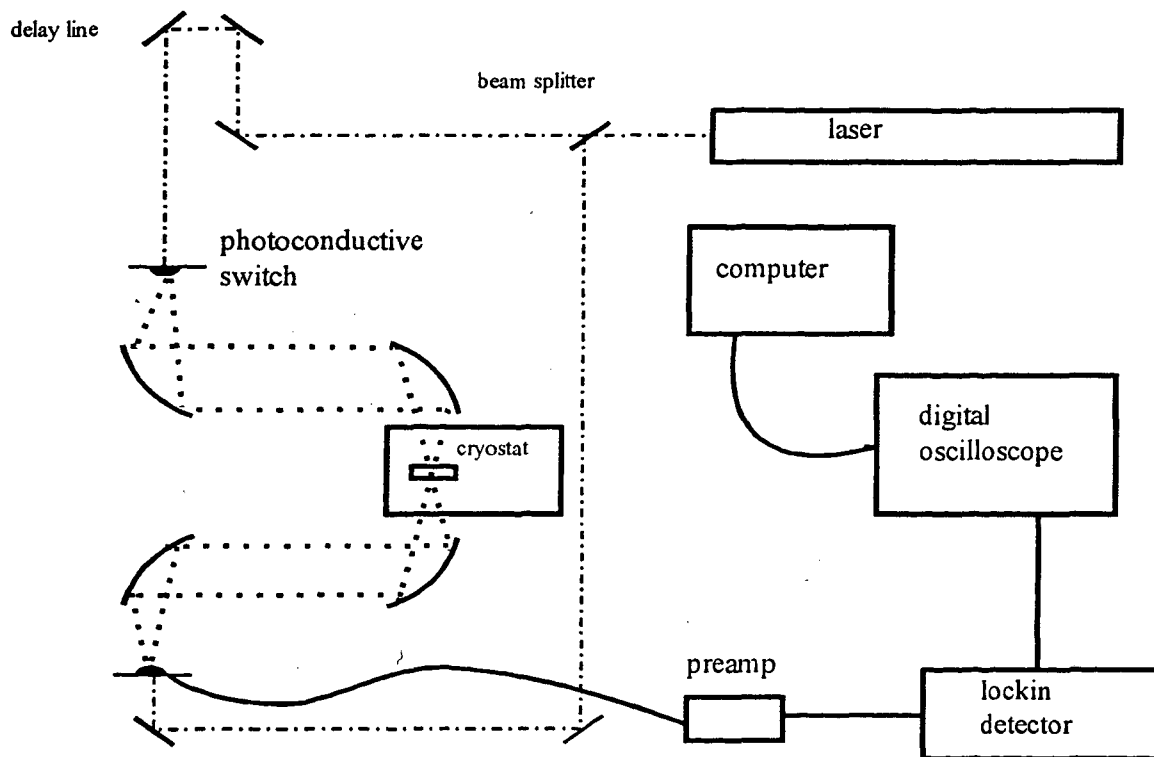 delay line
beam splitter
laser
photoconductive
switch
computer
digital
oscilloscope
cryostat
preamp
lockin
detector